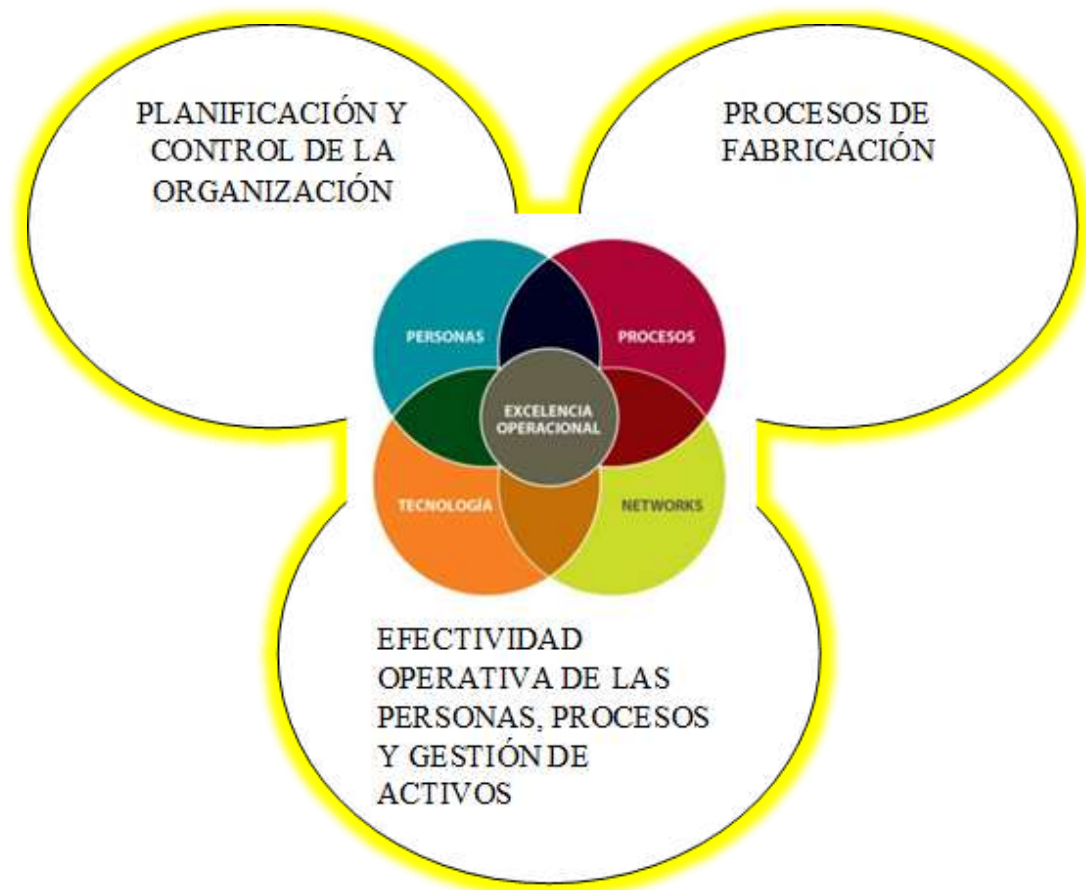 PLANIFICACIÓN Y
CONTROL DE LA
ORGANIZACIÓN
PROCESOS DE
FABRICACIÓN
PERSONAS
PROCESOS
EXCELENCIA
OPERACIONAL
TECNOLOGÍA
NETWORKS
EFECTIVIDAD
OPERATIVA DE LAS
PERSONAS, PROCESOS
Y GESTIÓN DE
ACTIVOS